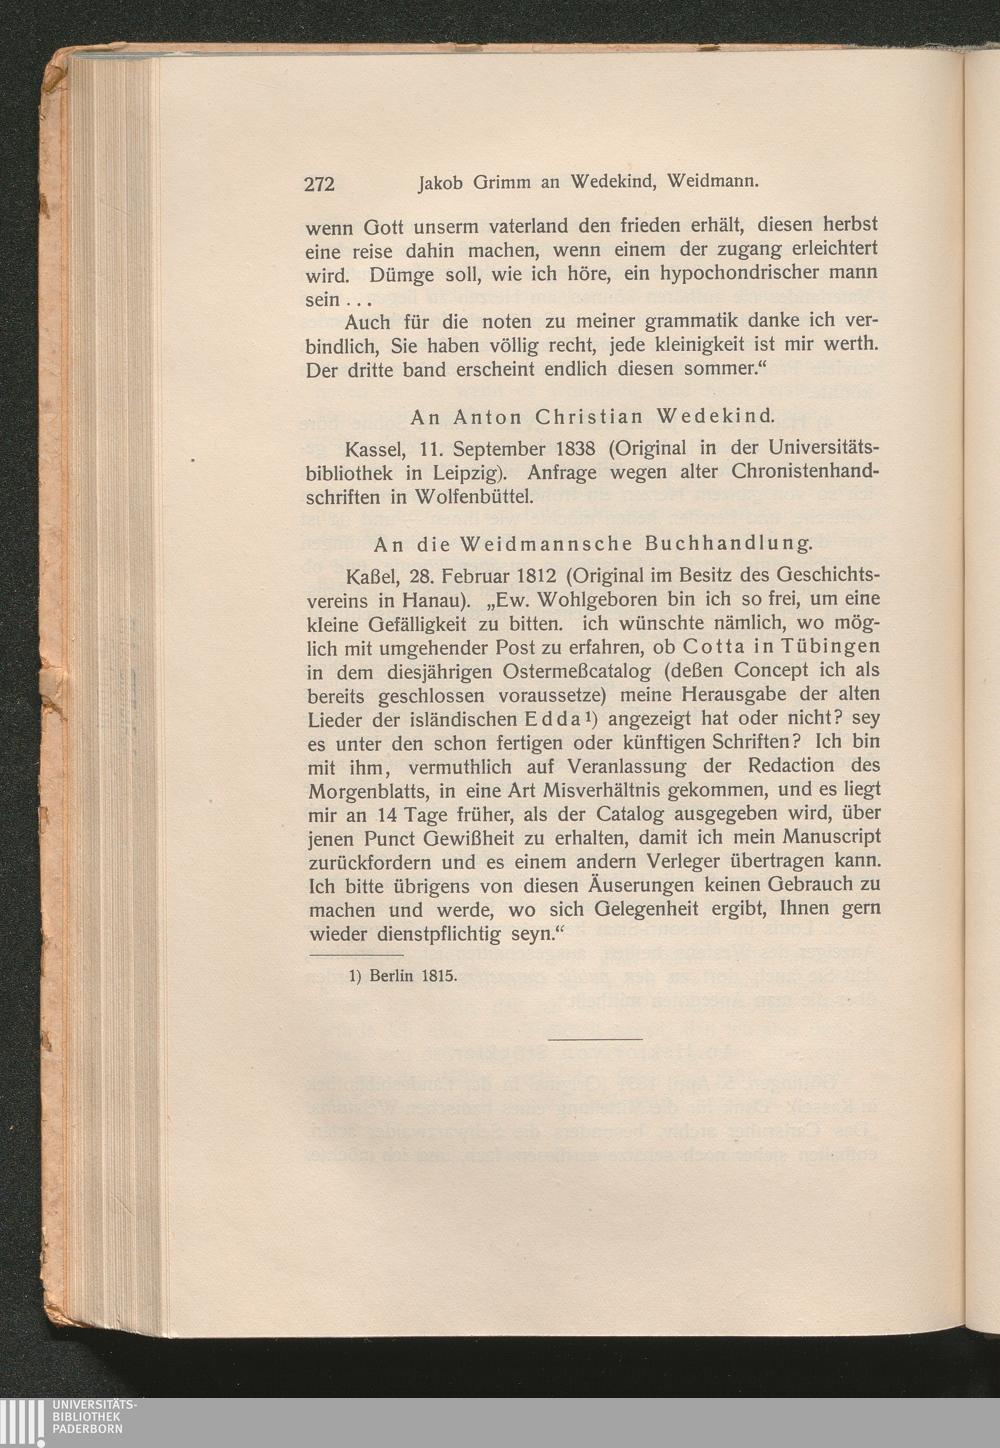 272 Jakob Grimm an Wedekind, Weidmann.
wenn Gott unserm vaterland den frieden erhält, diesen herbst
eine reise dahin machen, wenn einem der zugang erleichtert
wird. Dümge soll, wie ich höre, ein hypochondrischer mann
sein . . .
Auch für die noten zu meiner grammatik danke ich ver-
bindlich, Sie haben völlig recht, jede kleinigkeit ist mir werth.
Der dritte band erscheint endlich diesen sommer.“
An Anton Christian Wedekind.
Kassel, 11. September 1838 (Original in der Universitäts-
bibliothek in Leipzig). Anfrage wegen alter Chronistenhand-
schriften in Wolfenbüttel.
An die Weidmannsche Buchhandlung.
Kaßel, 28. Februar 1812 (Original im Besitz des Geschichts-
vereins in Hanau). „Ew. Wohlgeboren bin ich so frei, um eine
kleine Gefälligkeit zu bitten. ich wünschte nämlich, wo mög-
lich mit umgehender Post zu erfahren, ob Cotta in Tübingen
in dem diesjährigen Ostermeßcatalog (deßen Concept ich als
bereits geschlossen voraussetze) meine Herausgabe der alten
Lieder der isländischen Edda¹) angezeigt hat oder nicht? sey
es unter den schon fertigen oder künftigen Schriften? Ich bin
mit ihm, vermuthlich auf Veranlassung der Redaction des
Morgenblatts, in eine Art Misverhältnis gekommen, und es liegt
mir an 14 Tage früher, als der Catalog ausgegeben wird, über
jenen Punct Gewißheit zu erhalten, damit ich mein Manuscript
zurückfordern und es einem andern Verleger übertragen kann.
Ich bitte übrigens von diesen Äuserungen keinen Gebrauch zu
machen und werde, wo sich Gelegenheit ergibt, Ihnen gern
wieder dienstpflichtig seyn.“
1) Berlin 1815.
UNIVERSITÄTS-
BIBLIOTHEK
PADERBORN